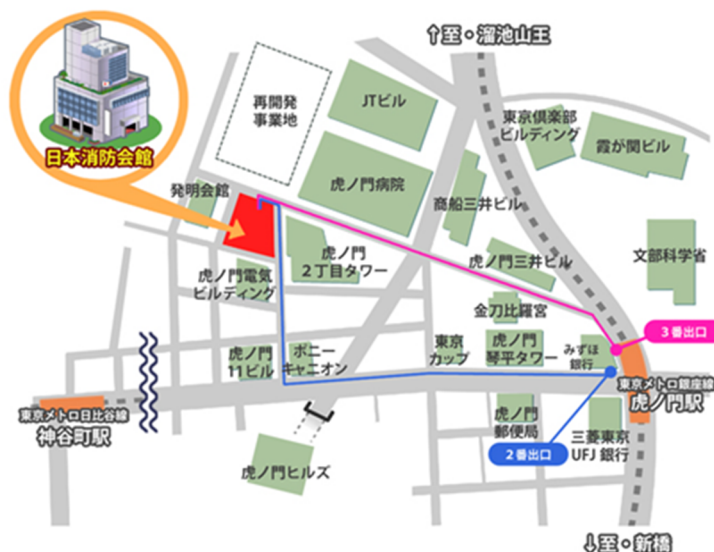 ↑至・溜池山王
再開発
事業地
JTビル
東京倶楽部
ビルディング
霞が関ビル
日本消防会館
発明会館
虎ノ門病院
商船三井ビル
虎ノ門
2丁目タワー
虎ノ門三井ビル
文部科学省
虎ノ門電気
ビルディング
金刀比羅宮
3番出口
虎ノ門
11ビル
ポニー
キャニオン
東京
カップ
虎ノ門
琴平タワー
みずほ
銀行
東京メトロ日比谷線
神谷町駅
東京メトロ銀座線
虎ノ門駅
虎ノ門
郵便局
三菱東京
UFJ 銀行
2番出口
虎ノ門ヒルズ
↓至・新橋